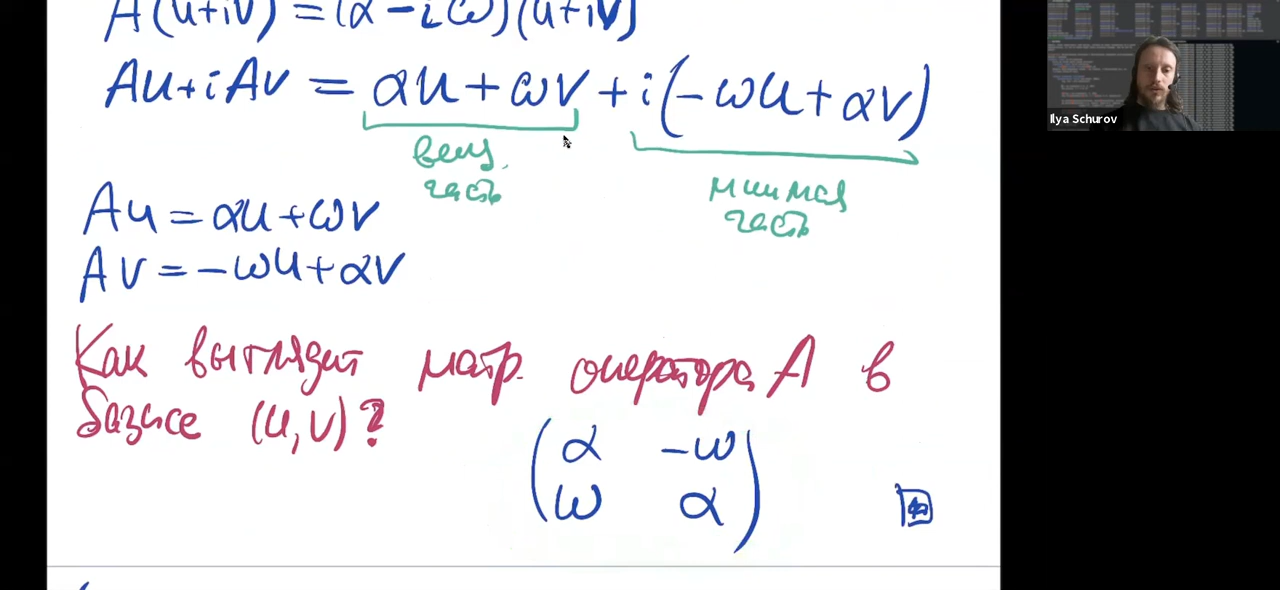 A(u+iv) = (α - iω)(u+iv)
Au + iAv = αu + ωv + i(-ωu + αv)
вещ. часть
мнимая часть
Au = αu + ωv
Av = -ωu + αv
Как выглядит матр. оператора A в
базисе (u, v)?
α -ω
ω α
Ilya Schurov